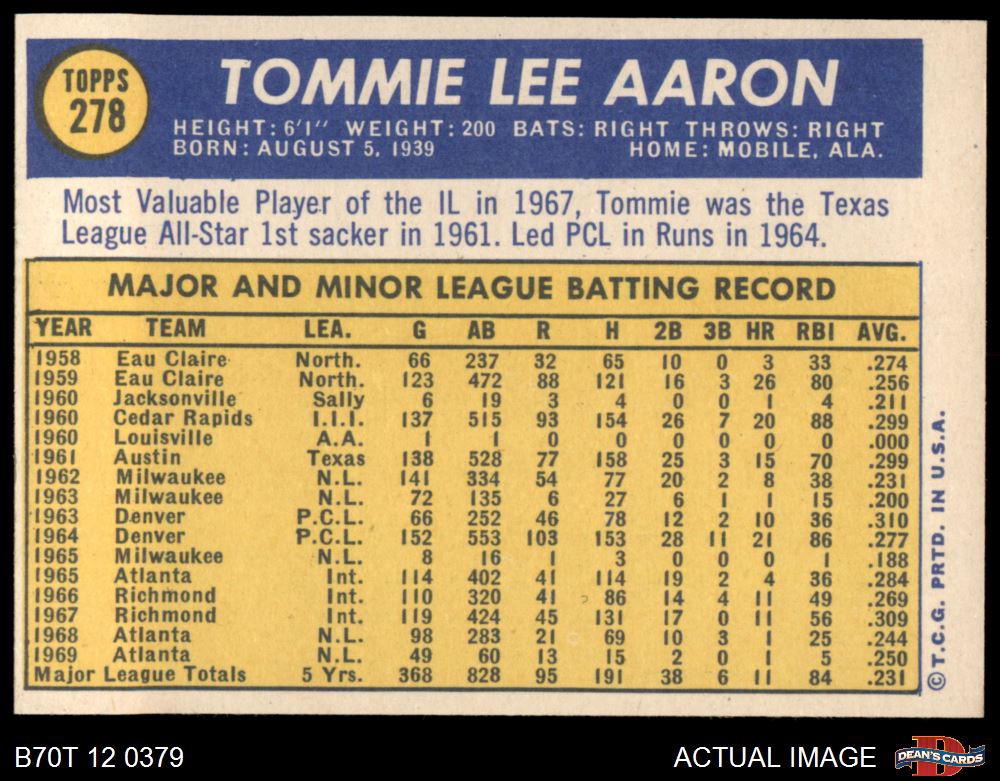 TOPPS
278
TOMMIE LEE AARON
HEIGHT: 6'1" WEIGHT: 200 BATS: RIGHT THROWS: RIGHT
BORN: AUGUST 5, 1939 HOME: MOBILE, ALA.
Most Valuable Player of the IL in 1967, Tommie was the Texas
League All-Star 1st sacker in 1961. Led PCL in Runs in 1964.
MAJOR AND MINOR LEAGUE BATTING RECORD
YEAR TEAM LEA. G AB R H 2B 3B HR RBI AVG.
1958 Eau Claire North. 66 237 32 65 10 0 3 33 .274
1959 Eau Claire North. 123 472 88 121 16 3 26 80 .256
1960 Jacksonville Sally 6 19 3 4 0 0 1 4 .211
1960 Cedar Rapids I.I.I. 137 515 93 154 26 7 20 88 .299
1960 Louisville A.A. 1 1 0 0 0 0 0 0 .000
1961 Austin Texas 138 528 77 158 25 3 15 70 .299
1962 Milwaukee N.L. 141 334 54 77 20 2 8 38 .231
1963 Milwaukee N.L. 72 135 6 27 6 1 1 15 .200
1963 Denver P.C.L. 66 252 46 78 12 2 10 36 .310
1964 Denver P.C.L. 152 553 103 153 28 11 21 86 .277
1965 Milwaukee N.L. 8 16 1 3 0 0 0 1 .188
1965 Atlanta Int. 114 402 41 114 19 2 4 36 .284
1966 Richmond Int. 110 320 41 86 14 4 11 49 .269
1967 Richmond Int. 119 424 45 131 17 0 11 56 .309
1968 Atlanta N.L. 98 283 21 69 10 3 1 25 .244
1969 Atlanta N.L. 49 60 13 15 2 0 1 5 .250
Major League Totals 5 Yrs. 368 828 95 191 38 6 11 84 .231
© T.C.G. PRTD. IN U.S.A.
B70T 12 0379
ACTUAL IMAGE
D
DEAN'S CARDS